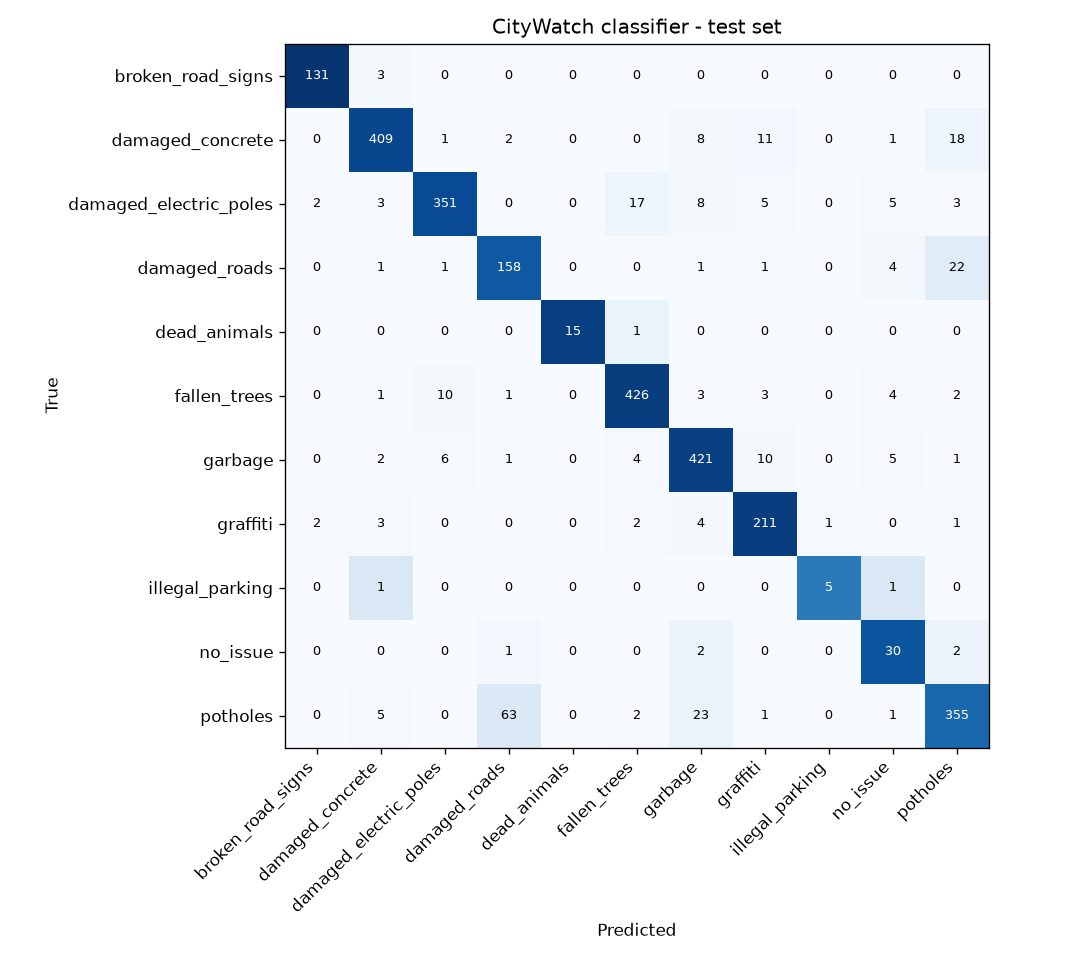 CityWatch classifier - test set
broken_road_signs 131 3 0 0 0 0 0 0 0 0 0
damaged_concrete 0 409 1 2 0 0 8 11 0 1 18
damaged_electric_poles 2 3 351 0 0 17 8 5 0 5 3
damaged_roads 0 1 1 158 0 0 1 1 0 4 22
dead_animals 0 0 0 0 15 1 0 0 0 0 0
True
fallen_trees 0 1 10 1 0 426 3 3 0 4 2
garbage 0 2 6 1 0 4 421 10 0 5 1
graffiti 2 3 0 0 0 2 4 211 1 0 1
illegal_parking 0 1 0 0 0 0 0 0 5 1 0
no_issue 0 0 0 1 0 0 2 0 0 30 2
potholes 0 5 0 63 0 2 23 1 0 1 355
broken_road_signs
damaged_concrete
damaged_electric_poles
damaged_roads
dead_animals
fallen_trees
garbage
graffiti
illegal_parking
no_issue
potholes
Predicted